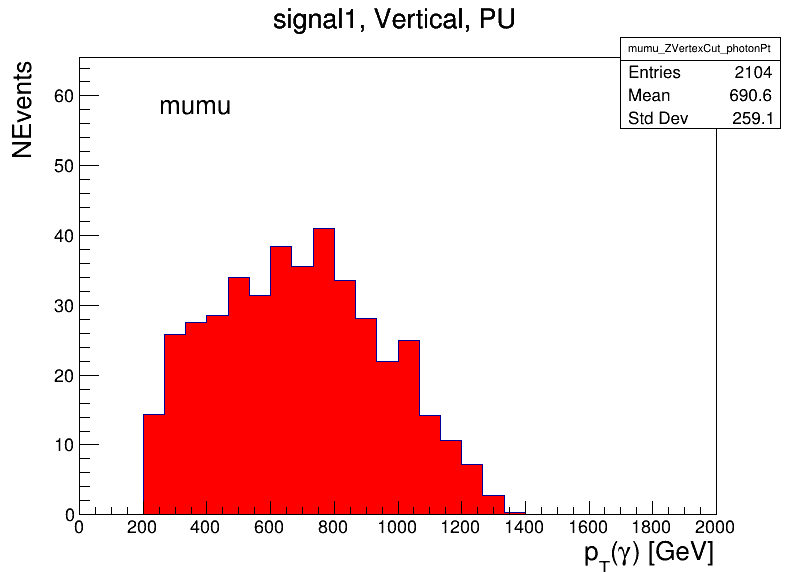 signal1, Vertical, PU
mumu_ZVertexCut_photonPt
Entries 2104
Mean 690.6
Std Dev 259.1
NEvents
mumu
60
50
40
30
20
10
0
0 200 400 600 800 1000 1200 1400 1600 1800 2000
p_T(γ) [GeV]